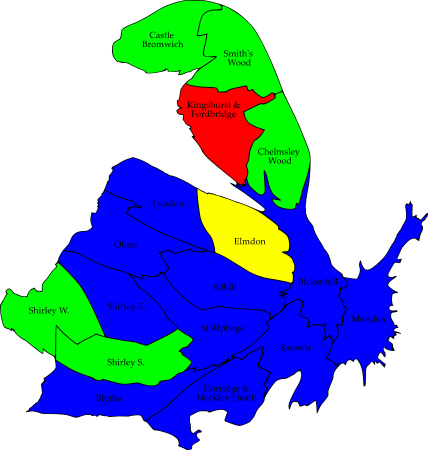 Castle
Bromwich
Smith's
Wood
Kingshurst &
Fordbridge
Chelmsley
Wood
Lyndon
Elmdon
Olton
Silhill
Bickenhill
Shirley W.
Shirley E.
St Alphege
Meriden
Knowle
Shirley S.
Dorridge &
Hockley Heath
Blythe